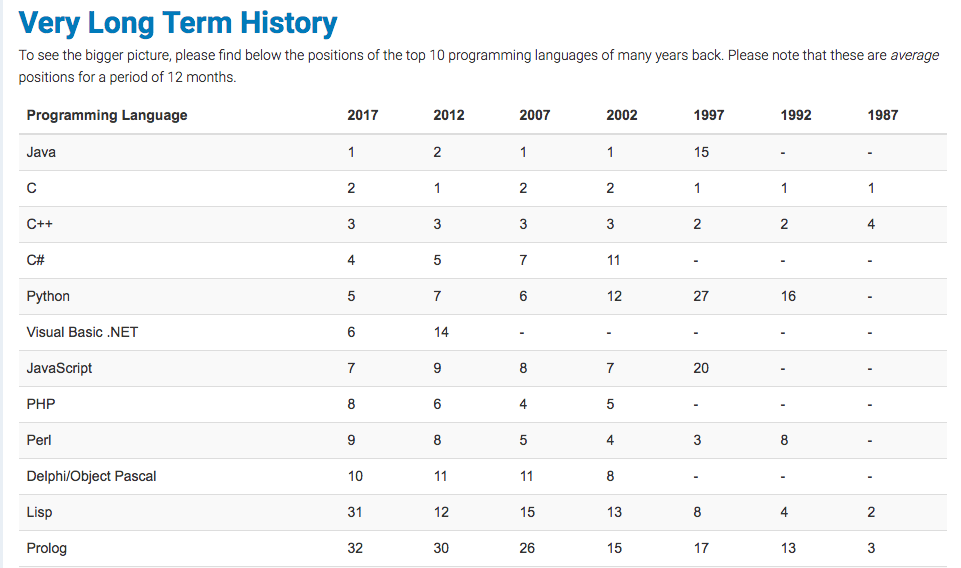 Very Long Term History
To see the bigger picture, please find below the positions of the top 10 programming languages of many years back. Please note that these are average
positions for a period of 12 months.
Programming Language 2017 2012 2007 2002 1997 1992 1987
Java 1 2 1 1 15 - -
C 2 1 2 2 1 1 1
C++ 3 3 3 3 2 2 4
C# 4 5 7 11 - - -
Python 5 7 6 12 27 16 -
Visual Basic .NET 6 14 - - - - -
JavaScript 7 9 8 7 20 - -
PHP 8 6 4 5 - - -
Perl 9 8 5 4 3 8 -
Delphi/Object Pascal 10 11 11 8 - - -
Lisp 31 12 15 13 8 4 2
Prolog 32 30 26 15 17 13 3